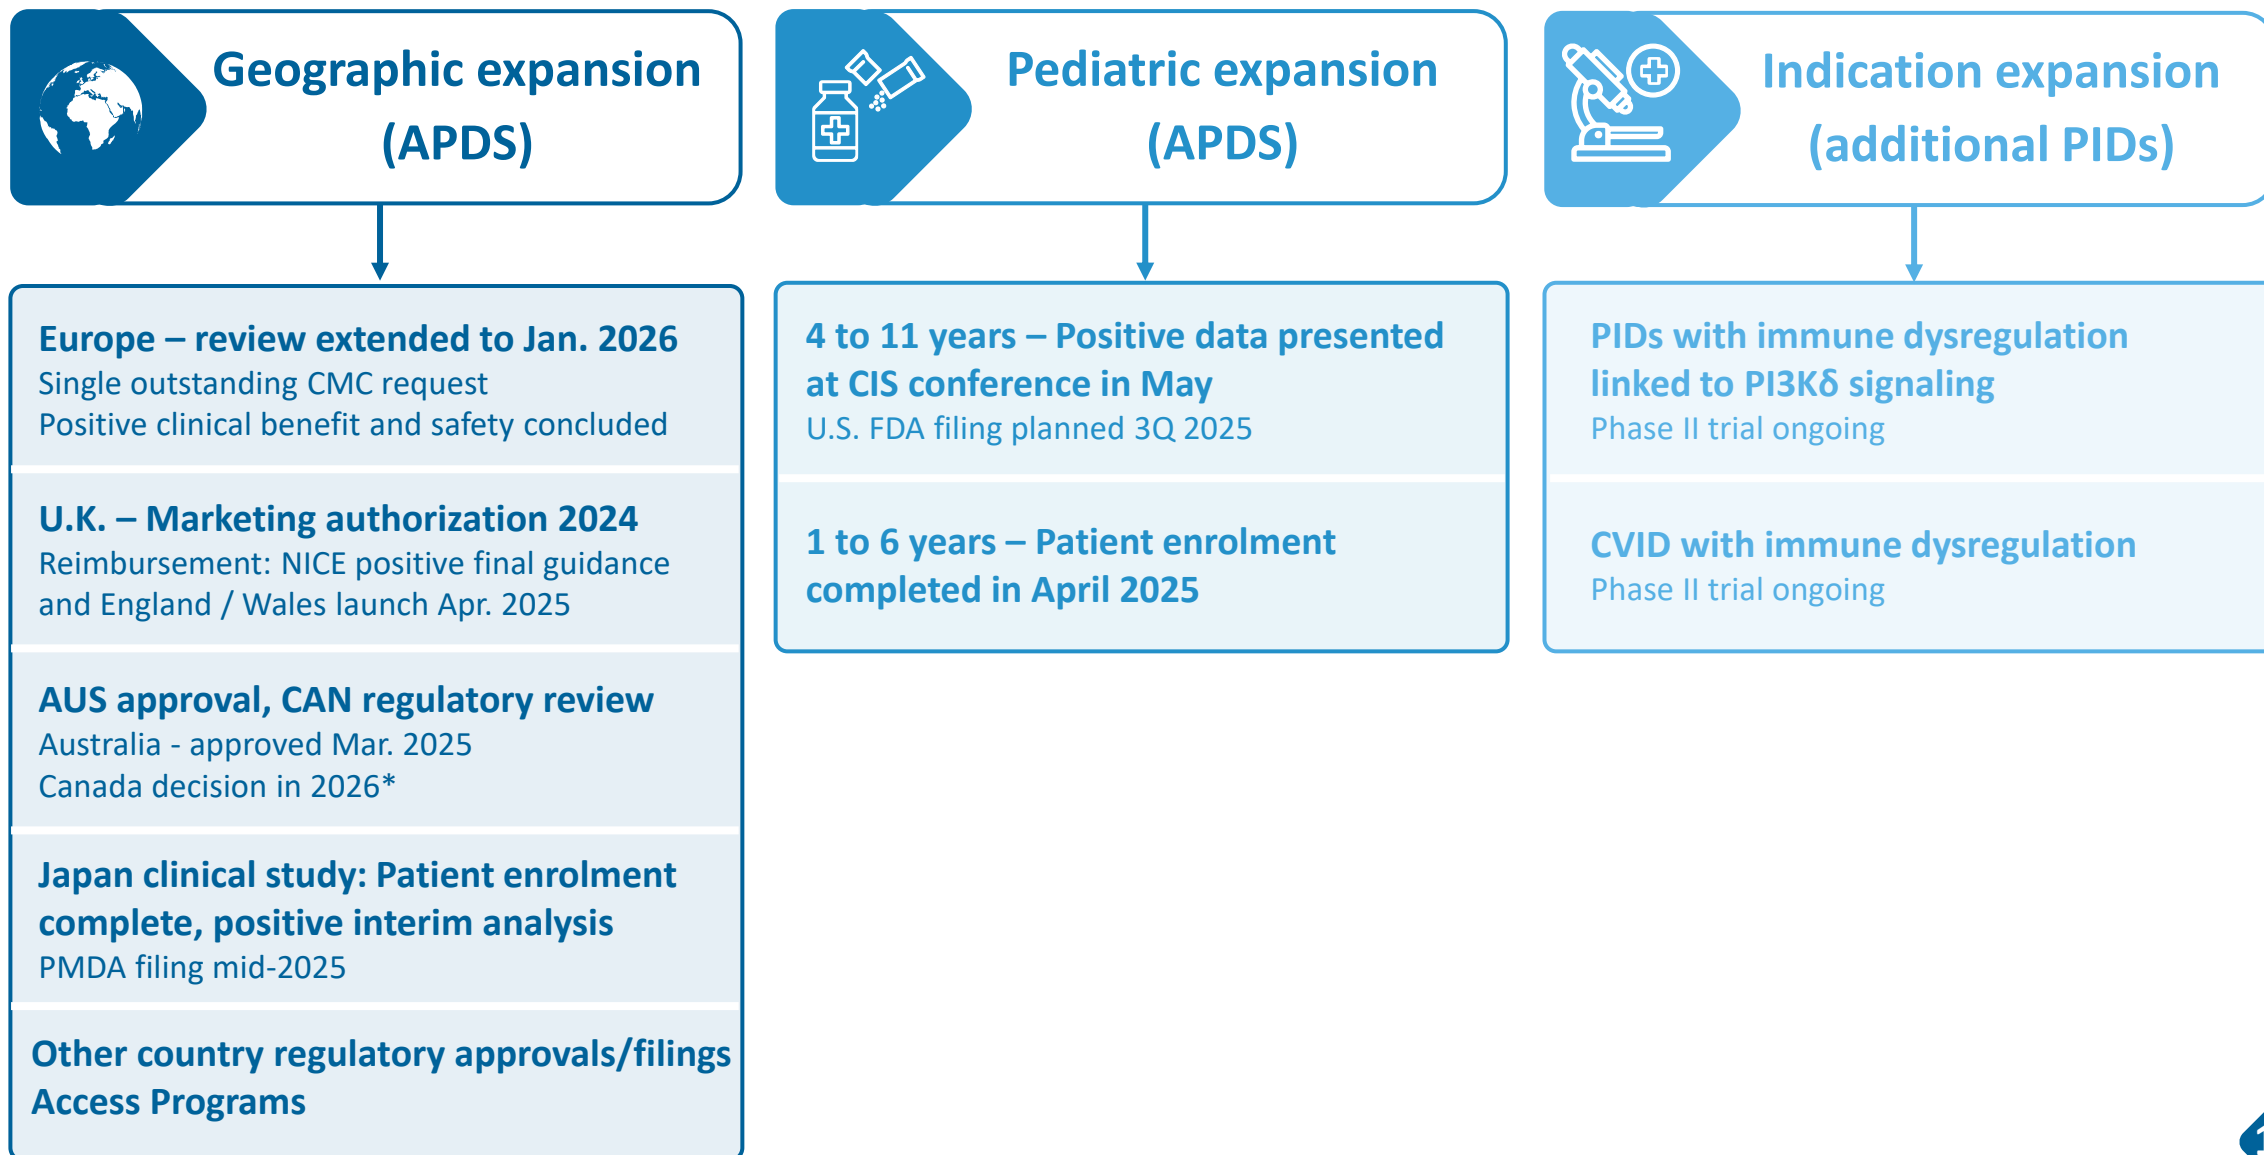 Geographic expansion
(APDS)
Europe – review extended to Jan. 2026
Single outstanding CMC request
Positive clinical benefit and safety concluded
U.K. – Marketing authorization 2024
Reimbursement: NICE positive final guidance
and England / Wales launch Apr. 2025
AUS approval, CAN regulatory review
Australia - approved Mar. 2025
Canada decision in 2026*
Japan clinical study: Patient enrolment
complete, positive interim analysis
PMDA filing mid-2025
Other country regulatory approvals/filings
Access Programs
Pediatric expansion
(APDS)
4 to 11 years – Positive data presented
at CIS conference in May
U.S. FDA filing planned 3Q 2025
1 to 6 years – Patient enrolment
completed in April 2025
Indication expansion
(additional PIDs)
PIDs with immune dysregulation
linked to PI3Kδ signaling
Phase II trial ongoing
CVID with immune dysregulation
Phase II trial ongoing